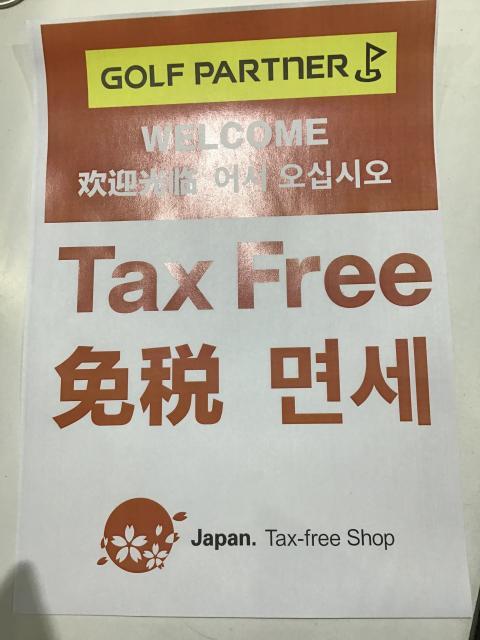 GOLF PARTNER
WELCOME
欢迎光临 어서 오십시오
Tax Free
免税 면세
Japan. Tax-free Shop